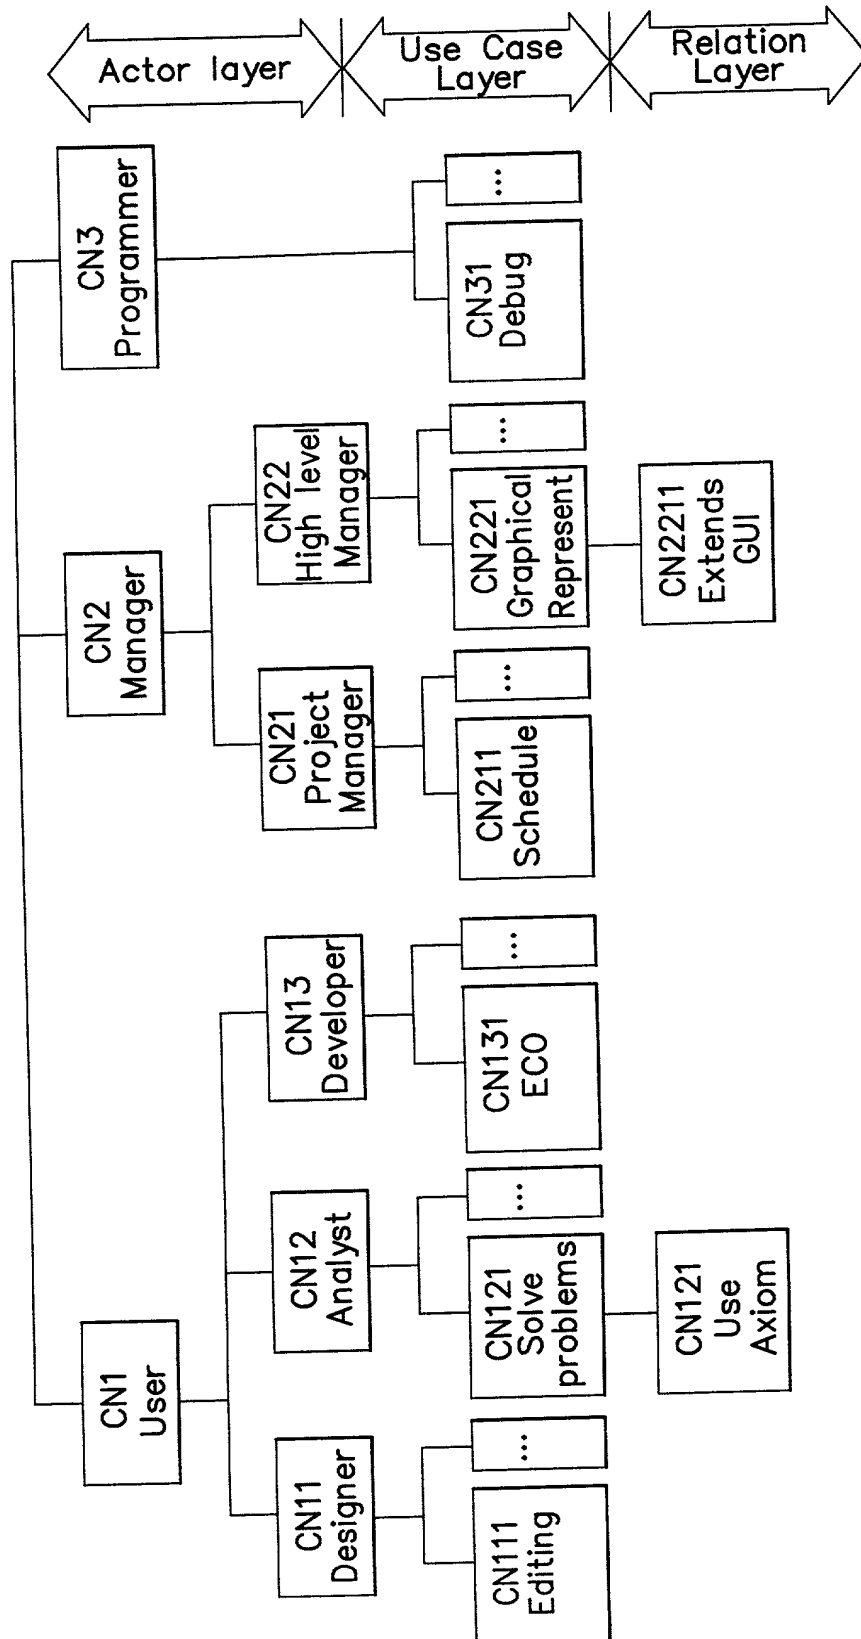 Actor layer
Use Case
Layer
Relation
Layer
CN1
User
CN2
Manager
CN3
Programmer
CN11
Designer
CN12
Analyst
CN13
Developer
CN21
Project
Manager
CN22
High level
Manager
CN111
Editing
...
CN121
Solve
problems
...
CN131
ECO
...
CN211
Schedule
...
CN221
Graphical
Represent
...
CN31
Debug
...
CN121
Use
Axiom
CN2211
Extends
GUI